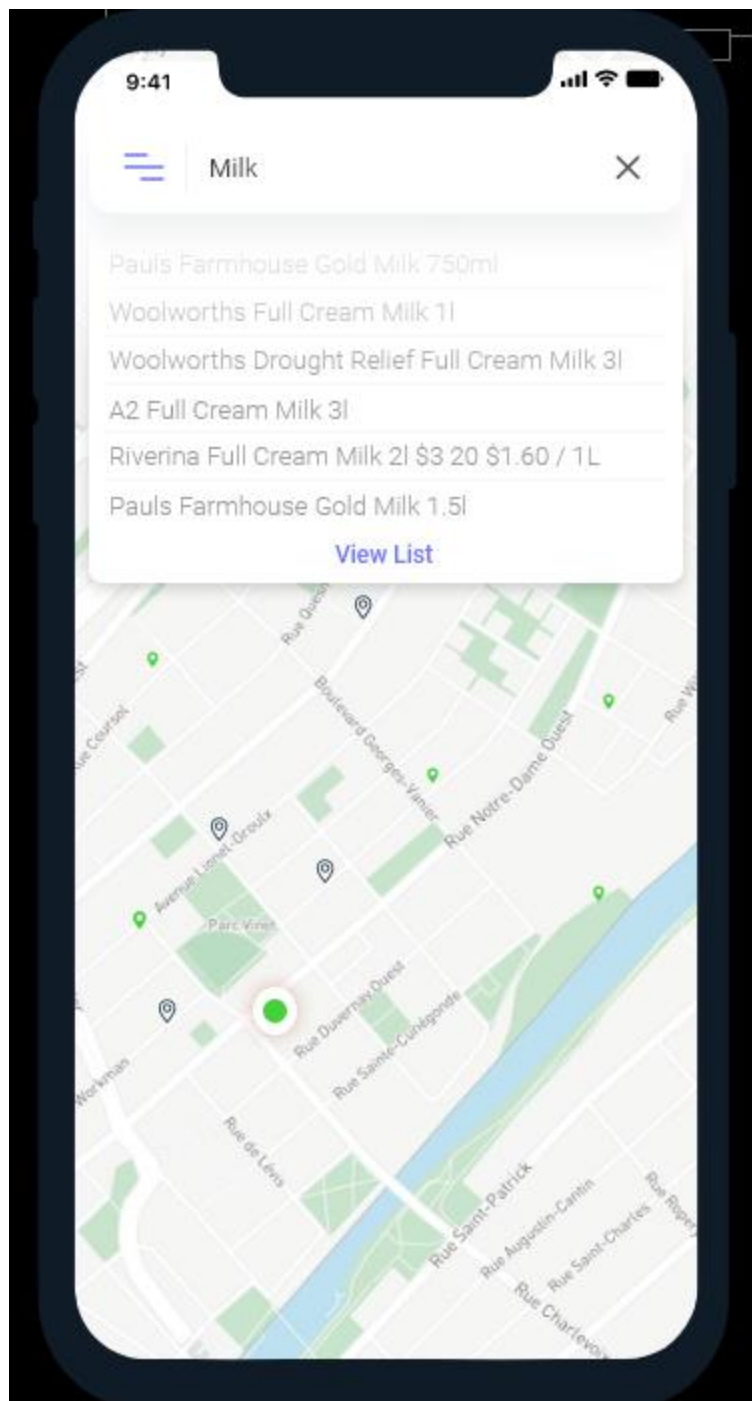 9:41
Milk
Pauls Farmhouse Gold Milk 750ml
Woolworths Full Cream Milk 1l
Woolworths Drought Relief Full Cream Milk 3l
A2 Full Cream Milk 3l
Riverina Full Cream Milk 2l $3 20 $1.60 / 1L
Pauls Farmhouse Gold Milk 1.5l
View List
Rue Quesn
Rue Coursol
Boulevard Georges-Vanier
Rue Notre-Dame Ouest
Rue
Avenue Lionel-Groulx
Parc Vinet
Rue Duvernay Ouest
Rue Sainte-Cunégonde
Workman
Rue de Lévis
Rue Saint-Patrick
Rue Augustin-Cantin
Rue Ropery
Rue Saint-Charles
Rue Charlevoix